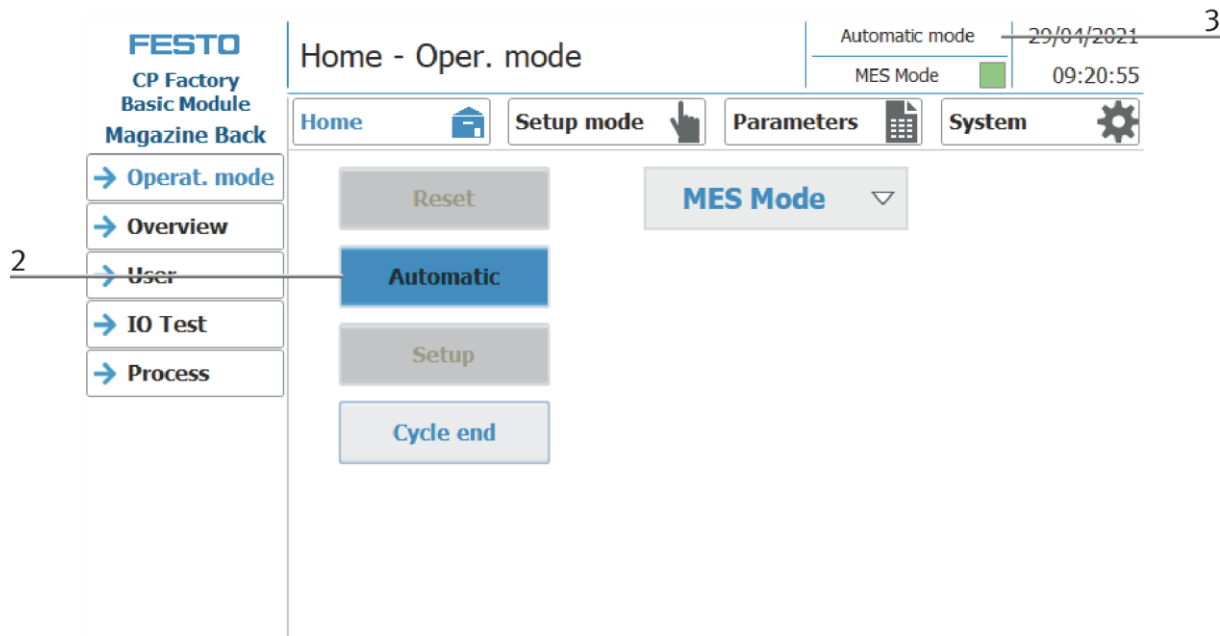 FESTO
CP Factory
Basic Module
Magazine Back
Home - Oper. mode
Automatic mode
29/04/2021
3
MES Mode
09:20:55
Home
Setup mode
Parameters
System
Operat. mode
Overview
User
IO Test
Process
2
Reset
Automatic
Setup
Cycle end
MES Mode